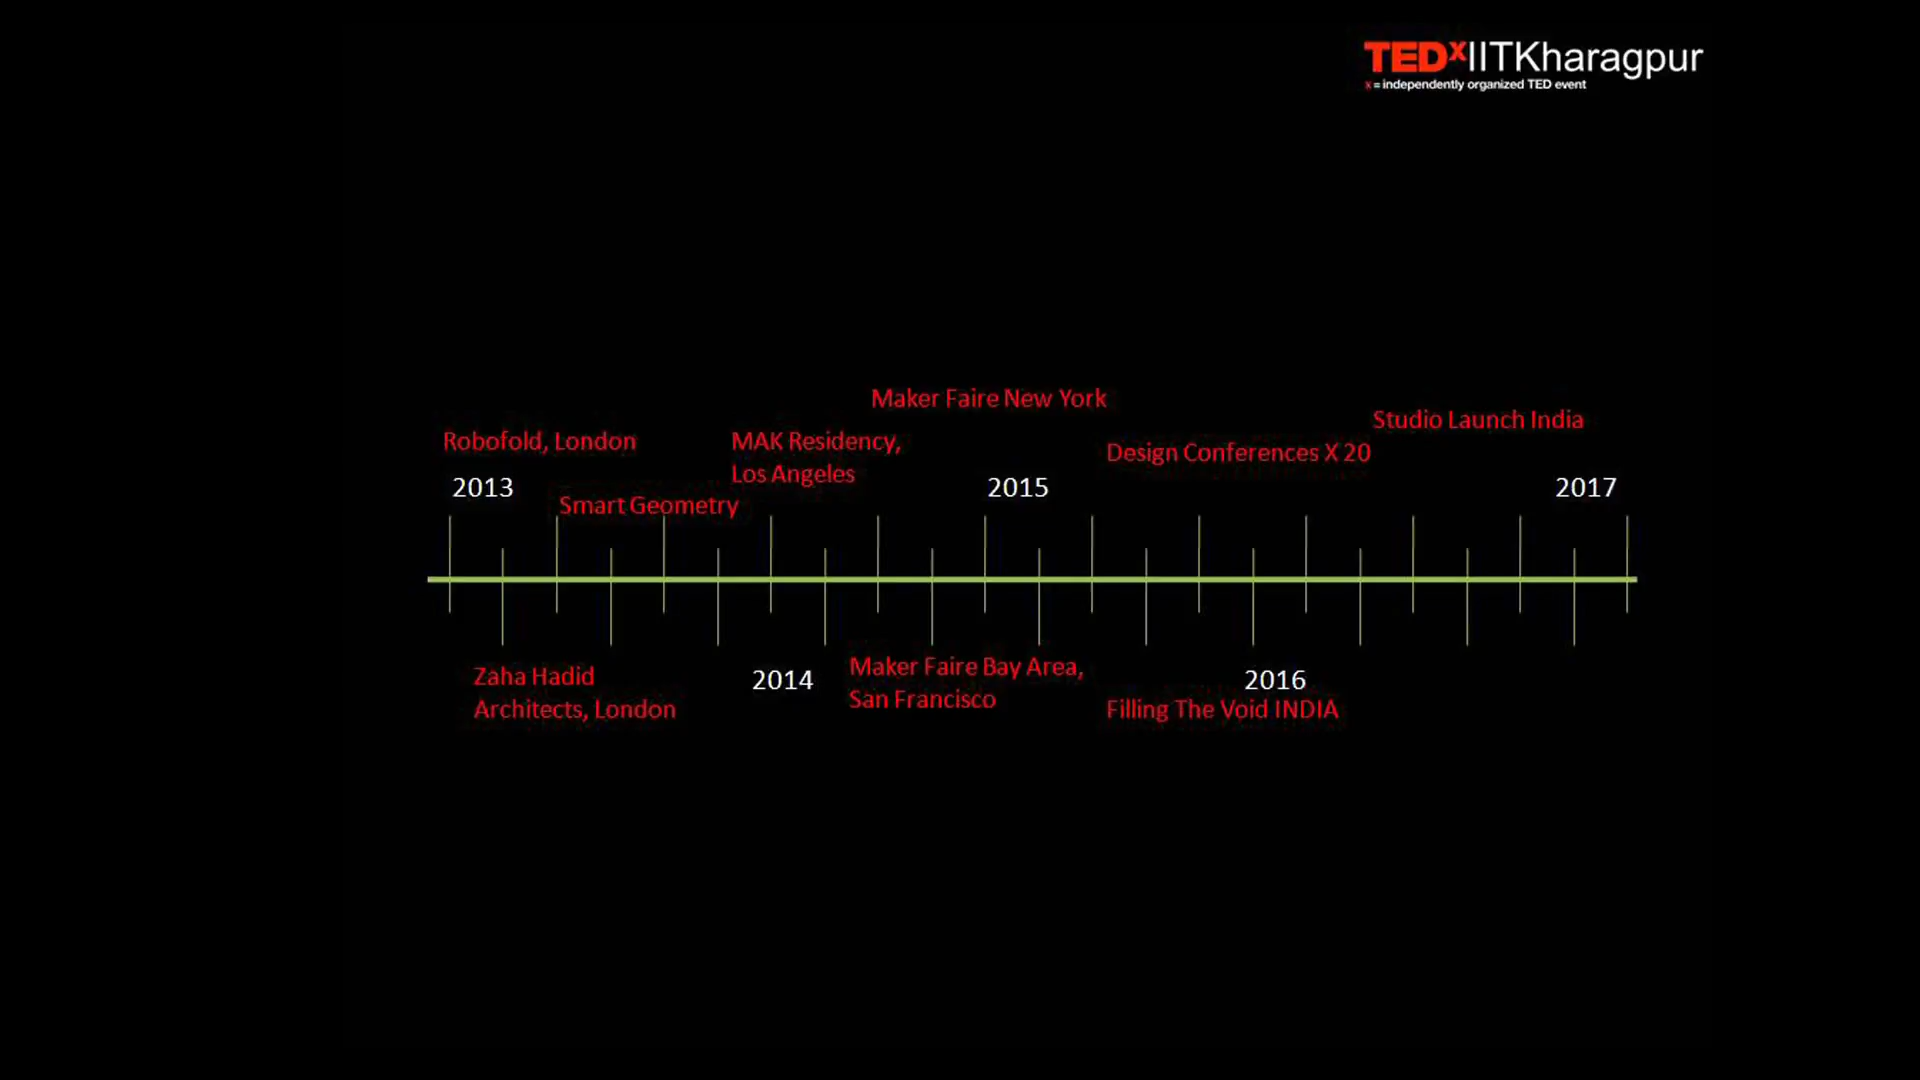 TEDxIITKharagpur
x = independently organized TED event
Maker Faire New York
Studio Launch India
Robofold, London
MAK Residency,
Los Angeles
Design Conferences X 20
2013
2015
2017
Smart Geometry
Zaha Hadid
Architects, London
2014
Maker Faire Bay Area,
San Francisco
2016
Filling The Void INDIA